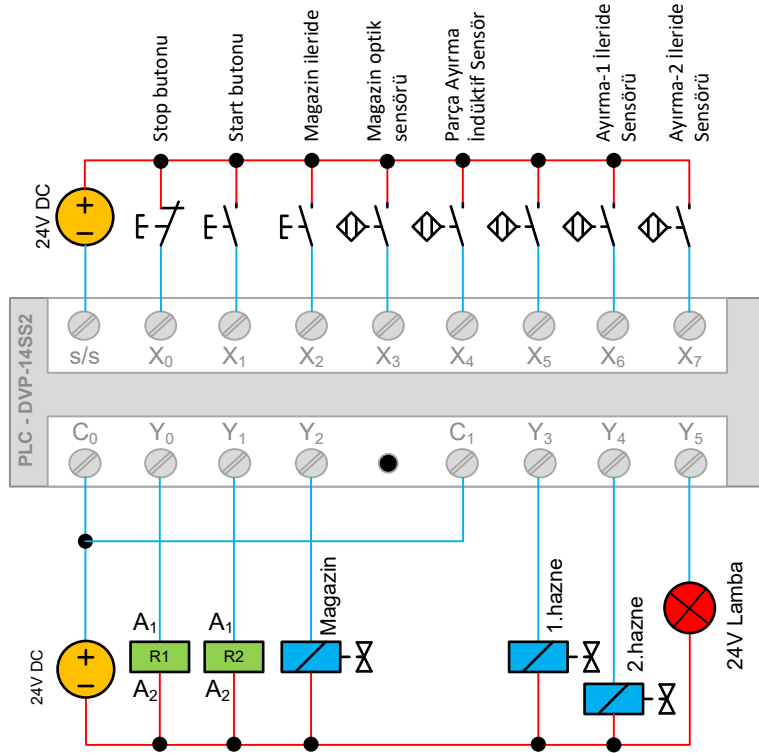 Stop butonu
Start butonu
Magazin ileride
Magazin optik
sensörü
Parça Ayırma
İndüktif Sensör
Ayırma-1 İleride
Sensörü
Ayırma-2 İleride
Sensörü
24V DC
PLC - DVP-14SS2
s/s X0 X1 X2 X3 X4 X5 X6 X7
C0 Y0 Y1 Y2 C1 Y3 Y4 Y5
24V DC
A1 A1
R1 R2
A2 A2
Magazin
1.hazne
2.hazne
24V Lamba